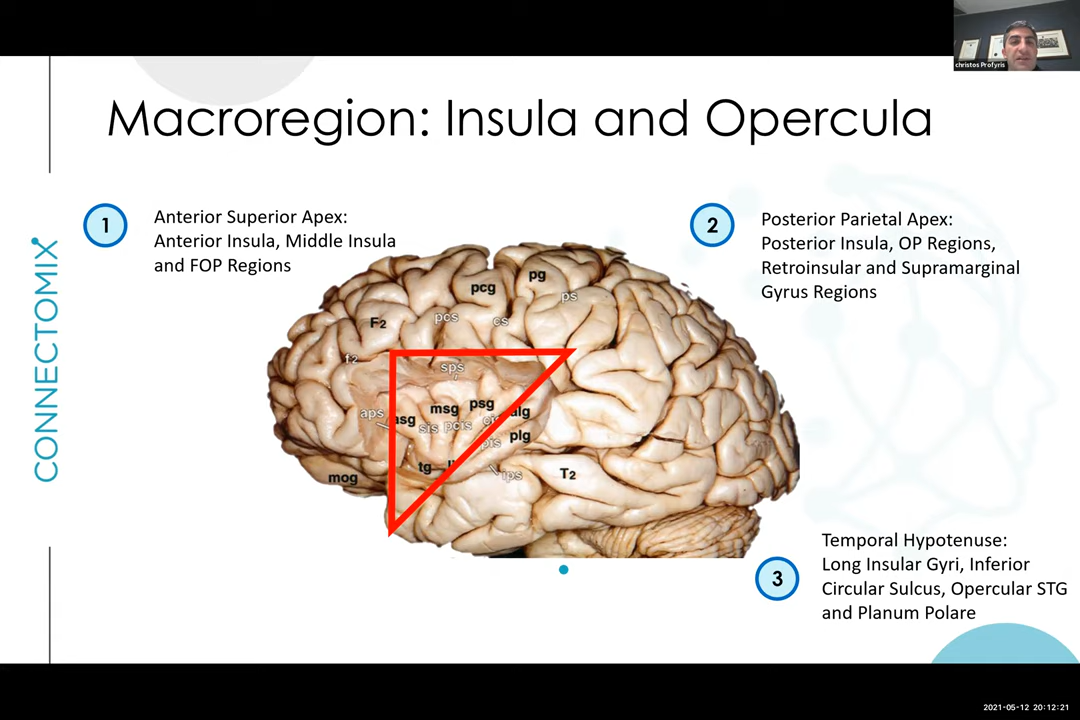 christos Profyris
Macroregion: Insula and Opercula
CONNECTOMIX
1
Anterior Superior Apex:
Anterior Insula, Middle Insula
and FOP Regions
2
Posterior Parietal Apex:
Posterior Insula, OP Regions,
Retroinsular and Supramarginal
Gyrus Regions
pg
pcg
ps
F2
pcs
cs
f2
sps
aps
asg
msg
psg
alg
sis
pcis
cis
plg
pis
tg
ips
T2
mog
3
Temporal Hypotenuse:
Long Insular Gyri, Inferior
Circular Sulcus, Opercular STG
and Planum Polare
2021-05-12 20:12:21